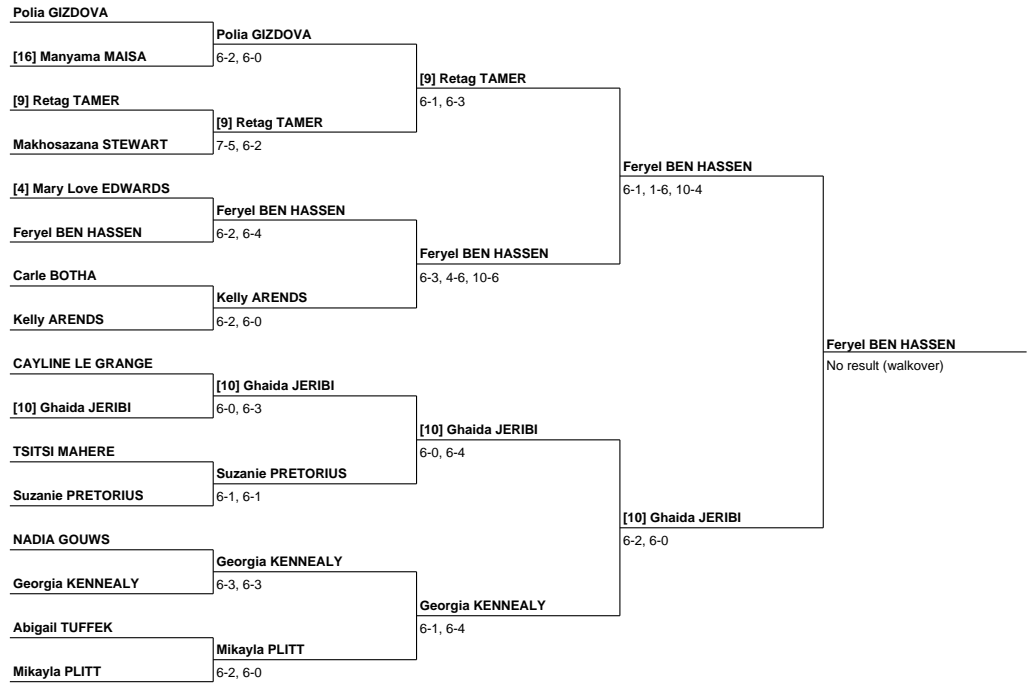 Polia GIZDOVA
[16] Manyama MAISA
[9] Retag TAMER
Makhosazana STEWART
[4] Mary Love EDWARDS
Feryel BEN HASSEN
Carle BOTHA
Kelly ARENDS
CAYLINE LE GRANGE
[10] Ghaida JERIBI
TSITSI MAHERE
Suzanie PRETORIUS
NADIA GOUWS
Georgia KENNEALY
Abigail TUFFEK
Mikayla PLITT
Polia GIZDOVA
6-2, 6-0
[9] Retag TAMER
7-5, 6-2
Feryel BEN HASSEN
6-2, 6-4
Kelly ARENDS
6-2, 6-0
[10] Ghaida JERIBI
6-0, 6-3
Suzanie PRETORIUS
6-1, 6-1
Georgia KENNEALY
6-3, 6-3
Mikayla PLITT
6-2, 6-0
[9] Retag TAMER
6-1, 6-3
Feryel BEN HASSEN
6-3, 4-6, 10-6
[10] Ghaida JERIBI
6-0, 6-4
Georgia KENNEALY
6-1, 6-4
Feryel BEN HASSEN
6-1, 1-6, 10-4
[10] Ghaida JERIBI
6-2, 6-0
Feryel BEN HASSEN
No result (walkover)